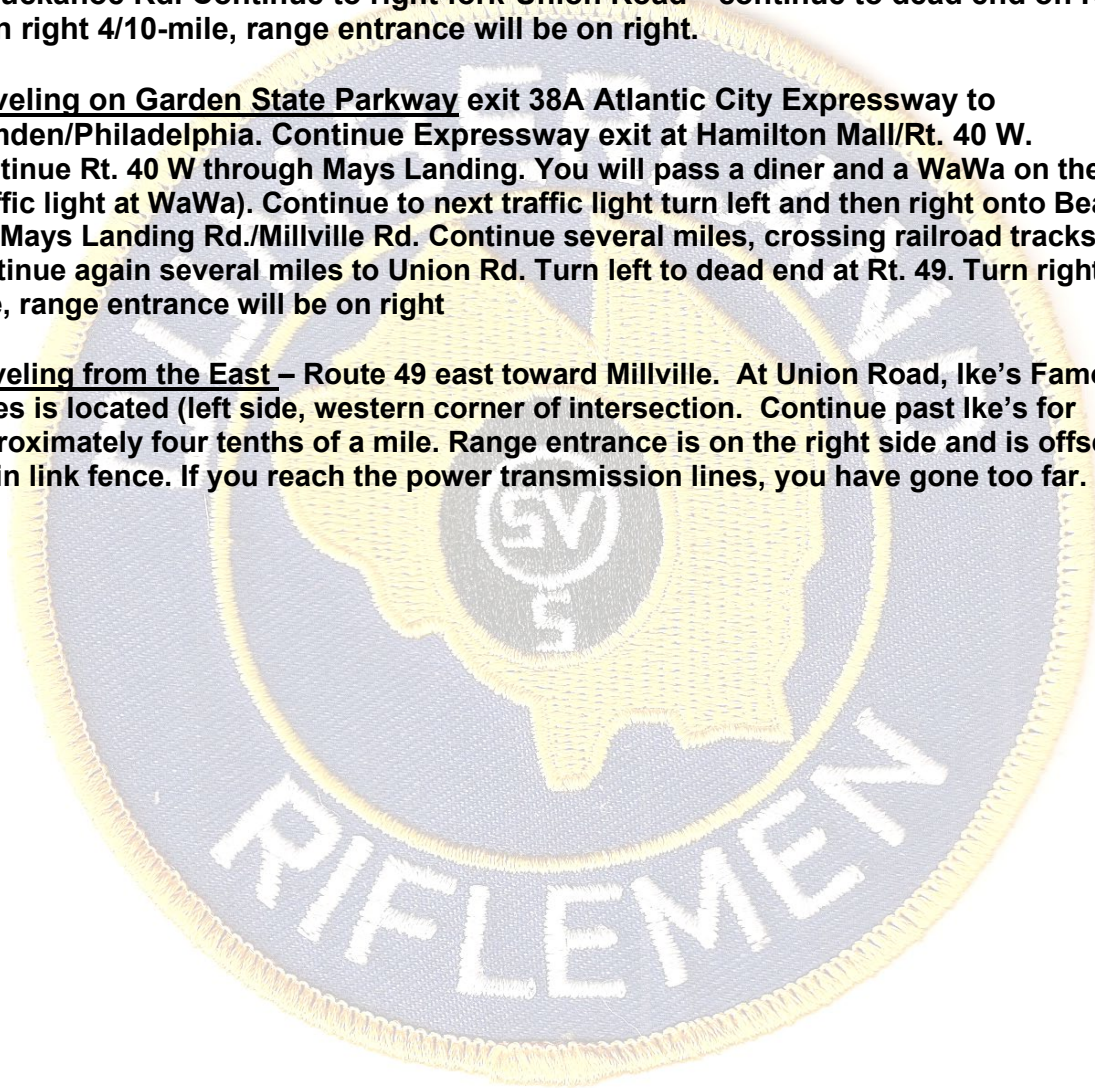 uckahoe Rd. Continue to right fork Union Road – continue to dead end on
n right 4/10-mile, range entrance will be on right.
veling on Garden State Parkway exit 38A Atlantic City Expressway to
nden/Philadelphia. Continue Expressway exit at Hamilton Mall/Rt. 40 W.
tinue Rt. 40 W through Mays Landing. You will pass a diner and a WaWa on the
ffic light at WaWa). Continue to next traffic light turn left and then right onto Bea
Mays Landing Rd./Millville Rd. Continue several miles, crossing railroad tracks
tinue again several miles to Union Rd. Turn left to dead end at Rt. 49. Turn right
e, range entrance will be on right
veling from the East – Route 49 east toward Millville. At Union Road, Ike's Fam
es is located (left side, western corner of intersection. Continue past Ike's for
roximately four tenths of a mile. Range entrance is on the right side and is offse
in link fence. If you reach the power transmission lines, you have gone too far.
CUMBERLAND
SV
S
RIFLEMEN